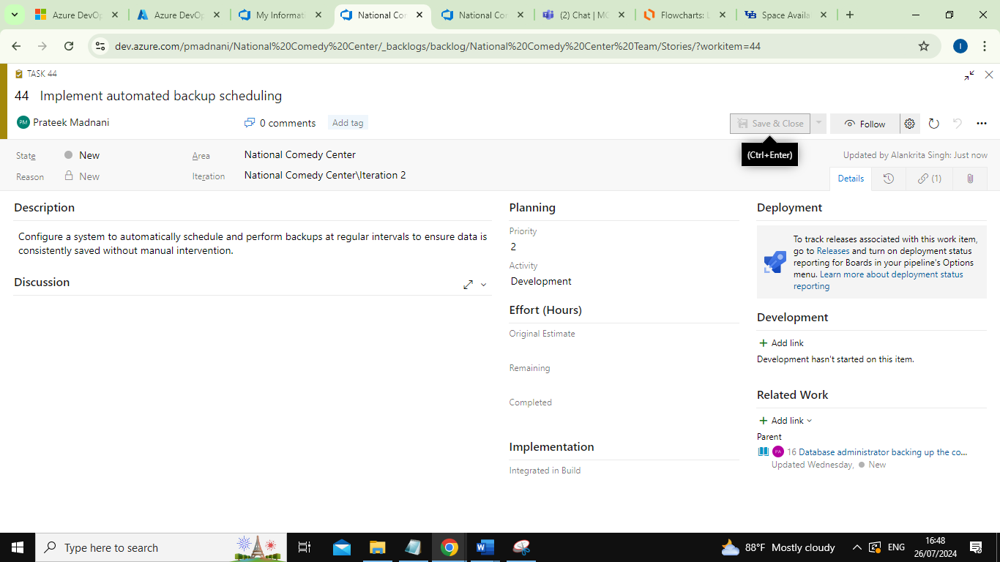 Azure DevOp
Azure DevOp
My Informati
National Cor
National Cor
(2) Chat | MC
Flowcharts: L
Space Availa
dev.azure.com/pmadnani/National%20Comedy%20Center/_backlogs/backlog/National%20Comedy%20Center%20Team/Stories/?workitem=44
I
TASK 44
44 Implement automated backup scheduling
PM Prateek Madnani
0 comments
Add tag
Save & Close
Follow
(Ctrl+Enter)
State
New
Area
National Comedy Center
Updated by Alankrita Singh: Just now
Reason
New
Iteration
National Comedy Center\Iteration 2
Details
(1)
Description
Configure a system to automatically schedule and perform backups at regular intervals to ensure data is
consistently saved without manual intervention.
Discussion
Planning
Priority
2
Activity
Development
Effort (Hours)
Original Estimate
Remaining
Completed
Implementation
Integrated in Build
Deployment
To track releases associated with this work item,
go to Releases and turn on deployment status
reporting for Boards in your pipeline's Options
menu. Learn more about deployment status
reporting
Development
Add link
Development hasn't started on this item.
Related Work
Add link
Parent
PA 16 Database administrator backing up the co...
Updated Wednesday, New
Type here to search
88°F Mostly cloudy
ENG
16:48
26/07/2024